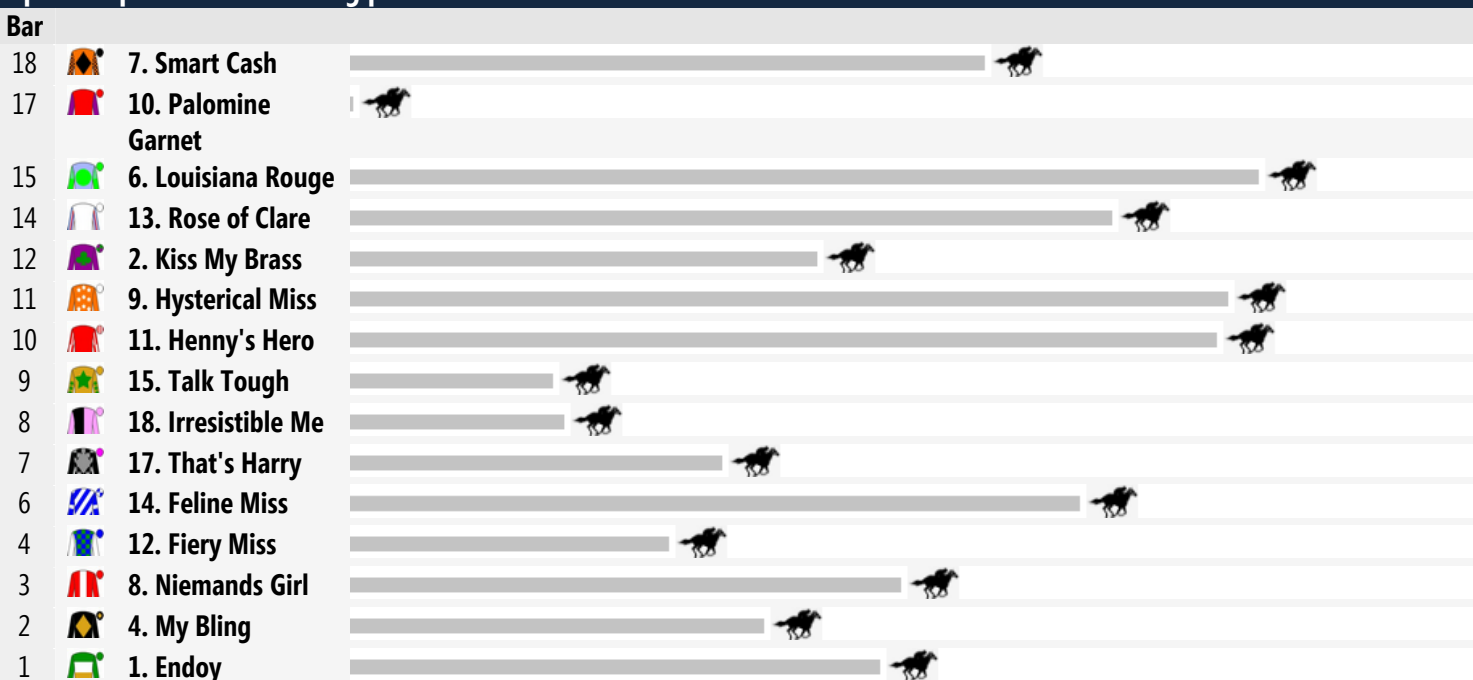 Bar
18 7. Smart Cash
17 10. Palomine
Garnet
15 6. Louisiana Rouge
14 13. Rose of Clare
12 2. Kiss My Brass
11 9. Hysterical Miss
10 11. Henny's Hero
9 15. Talk Tough
8 18. Irresistible Me
7 17. That's Harry
6 14. Feline Miss
4 12. Fiery Miss
3 8. Niemands Girl
2 4. My Bling
1 1. Endoy